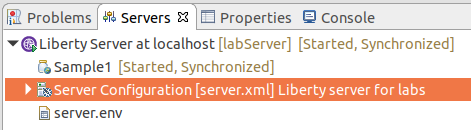 Problems Servers Properties Console
Liberty Server at localhost [labServer] [Started, Synchronized]
Sample1 [Started, Synchronized]
Server Configuration [server.xml] Liberty server for labs
server.env